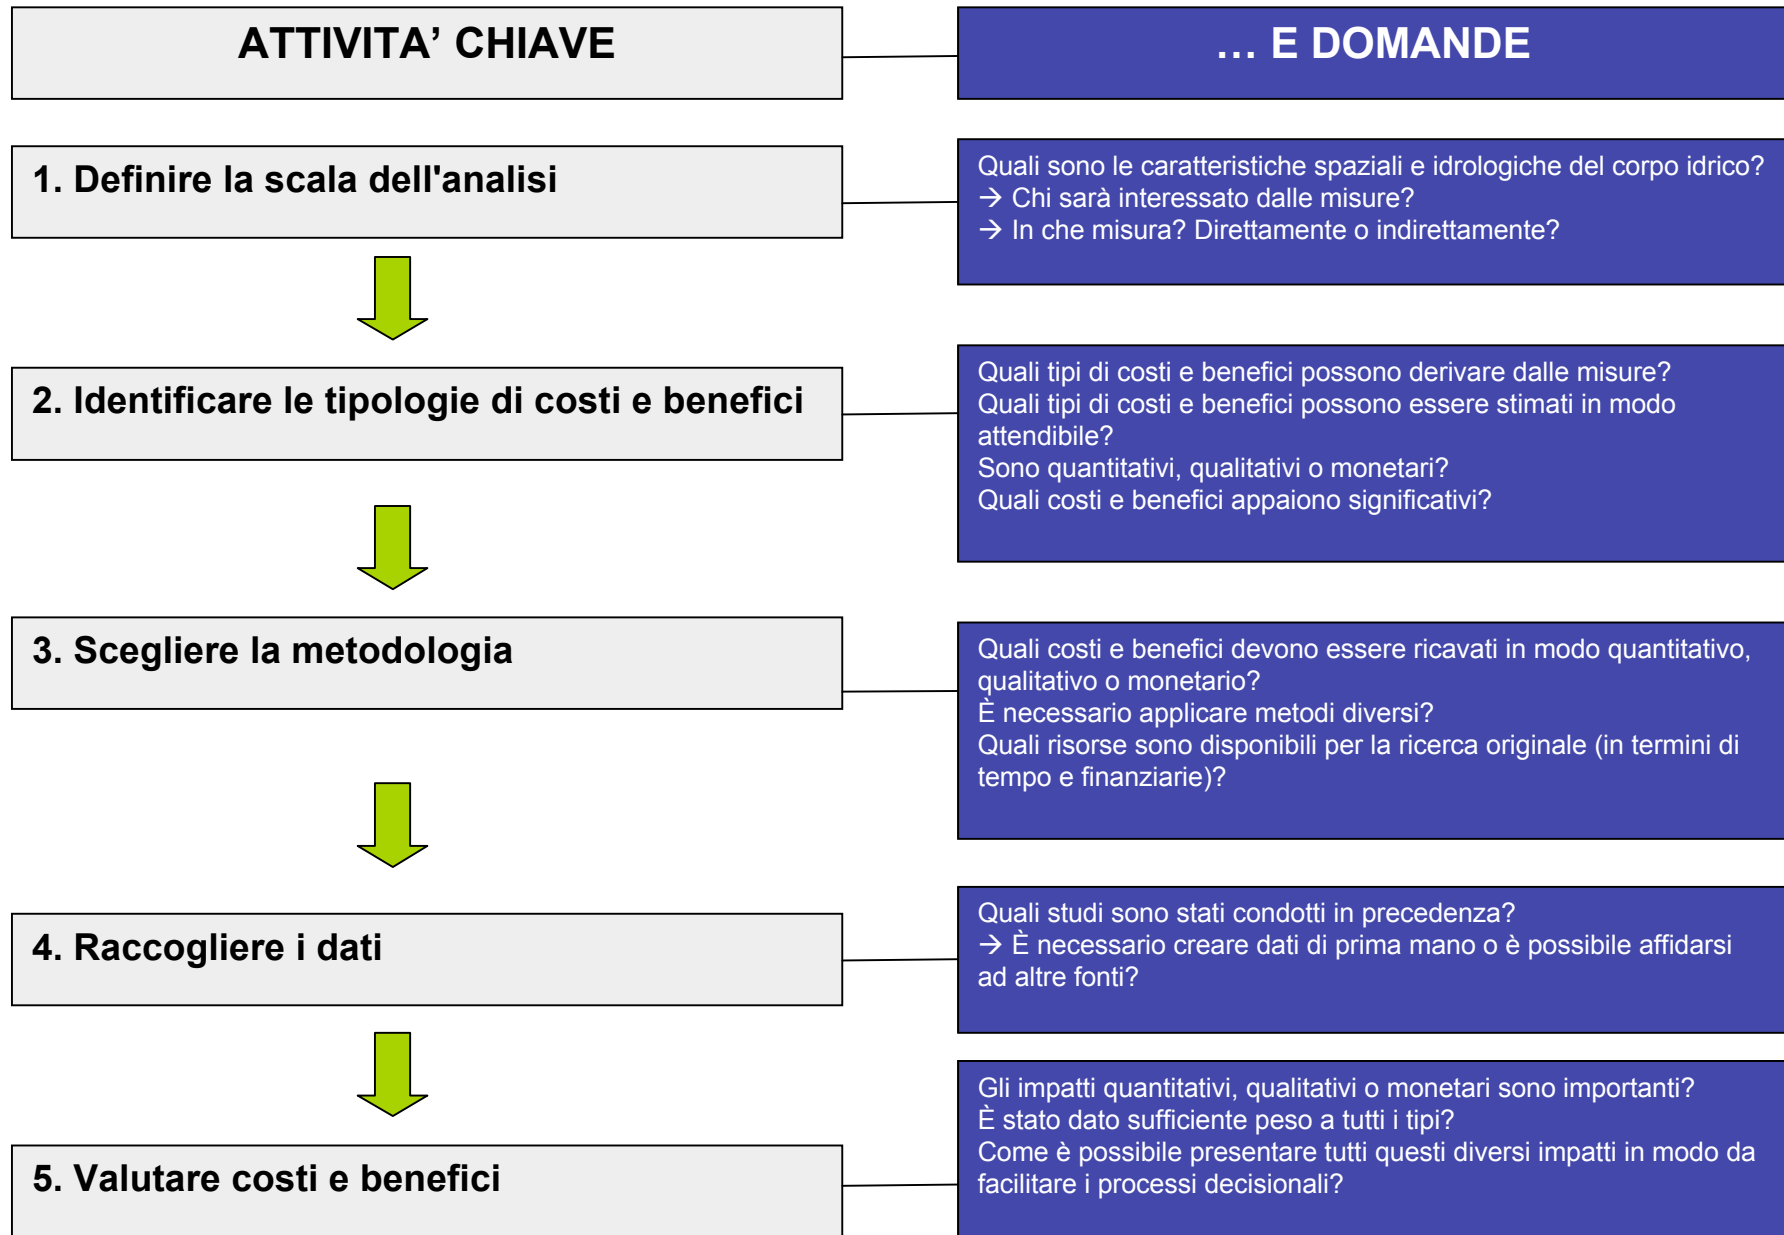 ATTIVITA’ CHIAVE
… E DOMANDE
1. Definire la scala dell'analisi
Quali sono le caratteristiche spaziali e idrologiche del corpo idrico?
→ Chi sarà interessato dalle misure?
→ In che misura? Direttamente o indirettamente?
2. Identificare le tipologie di costi e benefici
Quali tipi di costi e benefici possono derivare dalle misure?
Quali tipi di costi e benefici possono essere stimati in modo
attendibile?
Sono quantitativi, qualitativi o monetari?
Quali costi e benefici appaiono significativi?
3. Scegliere la metodologia
Quali costi e benefici devono essere ricavati in modo quantitativo,
qualitativo o monetario?
È necessario applicare metodi diversi?
Quali risorse sono disponibili per la ricerca originale (in termini di
tempo e finanziarie)?
4. Raccogliere i dati
Quali studi sono stati condotti in precedenza?
→ È necessario creare dati di prima mano o è possibile affidarsi
ad altre fonti?
5. Valutare costi e benefici
Gli impatti quantitativi, qualitativi o monetari sono importanti?
È stato dato sufficiente peso a tutti i tipi?
Come è possibile presentare tutti questi diversi impatti in modo da
facilitare i processi decisionali?